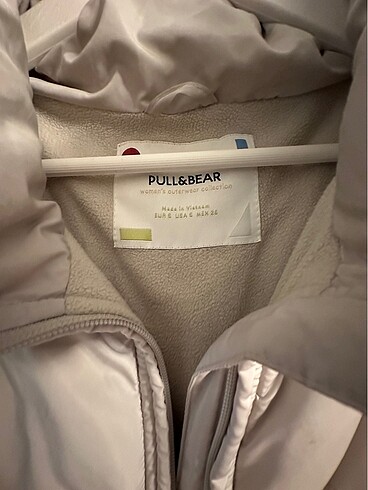 PULL&BEAR
women's outerwear collection
Made in Vietnam
EUR S USA S MEX 26